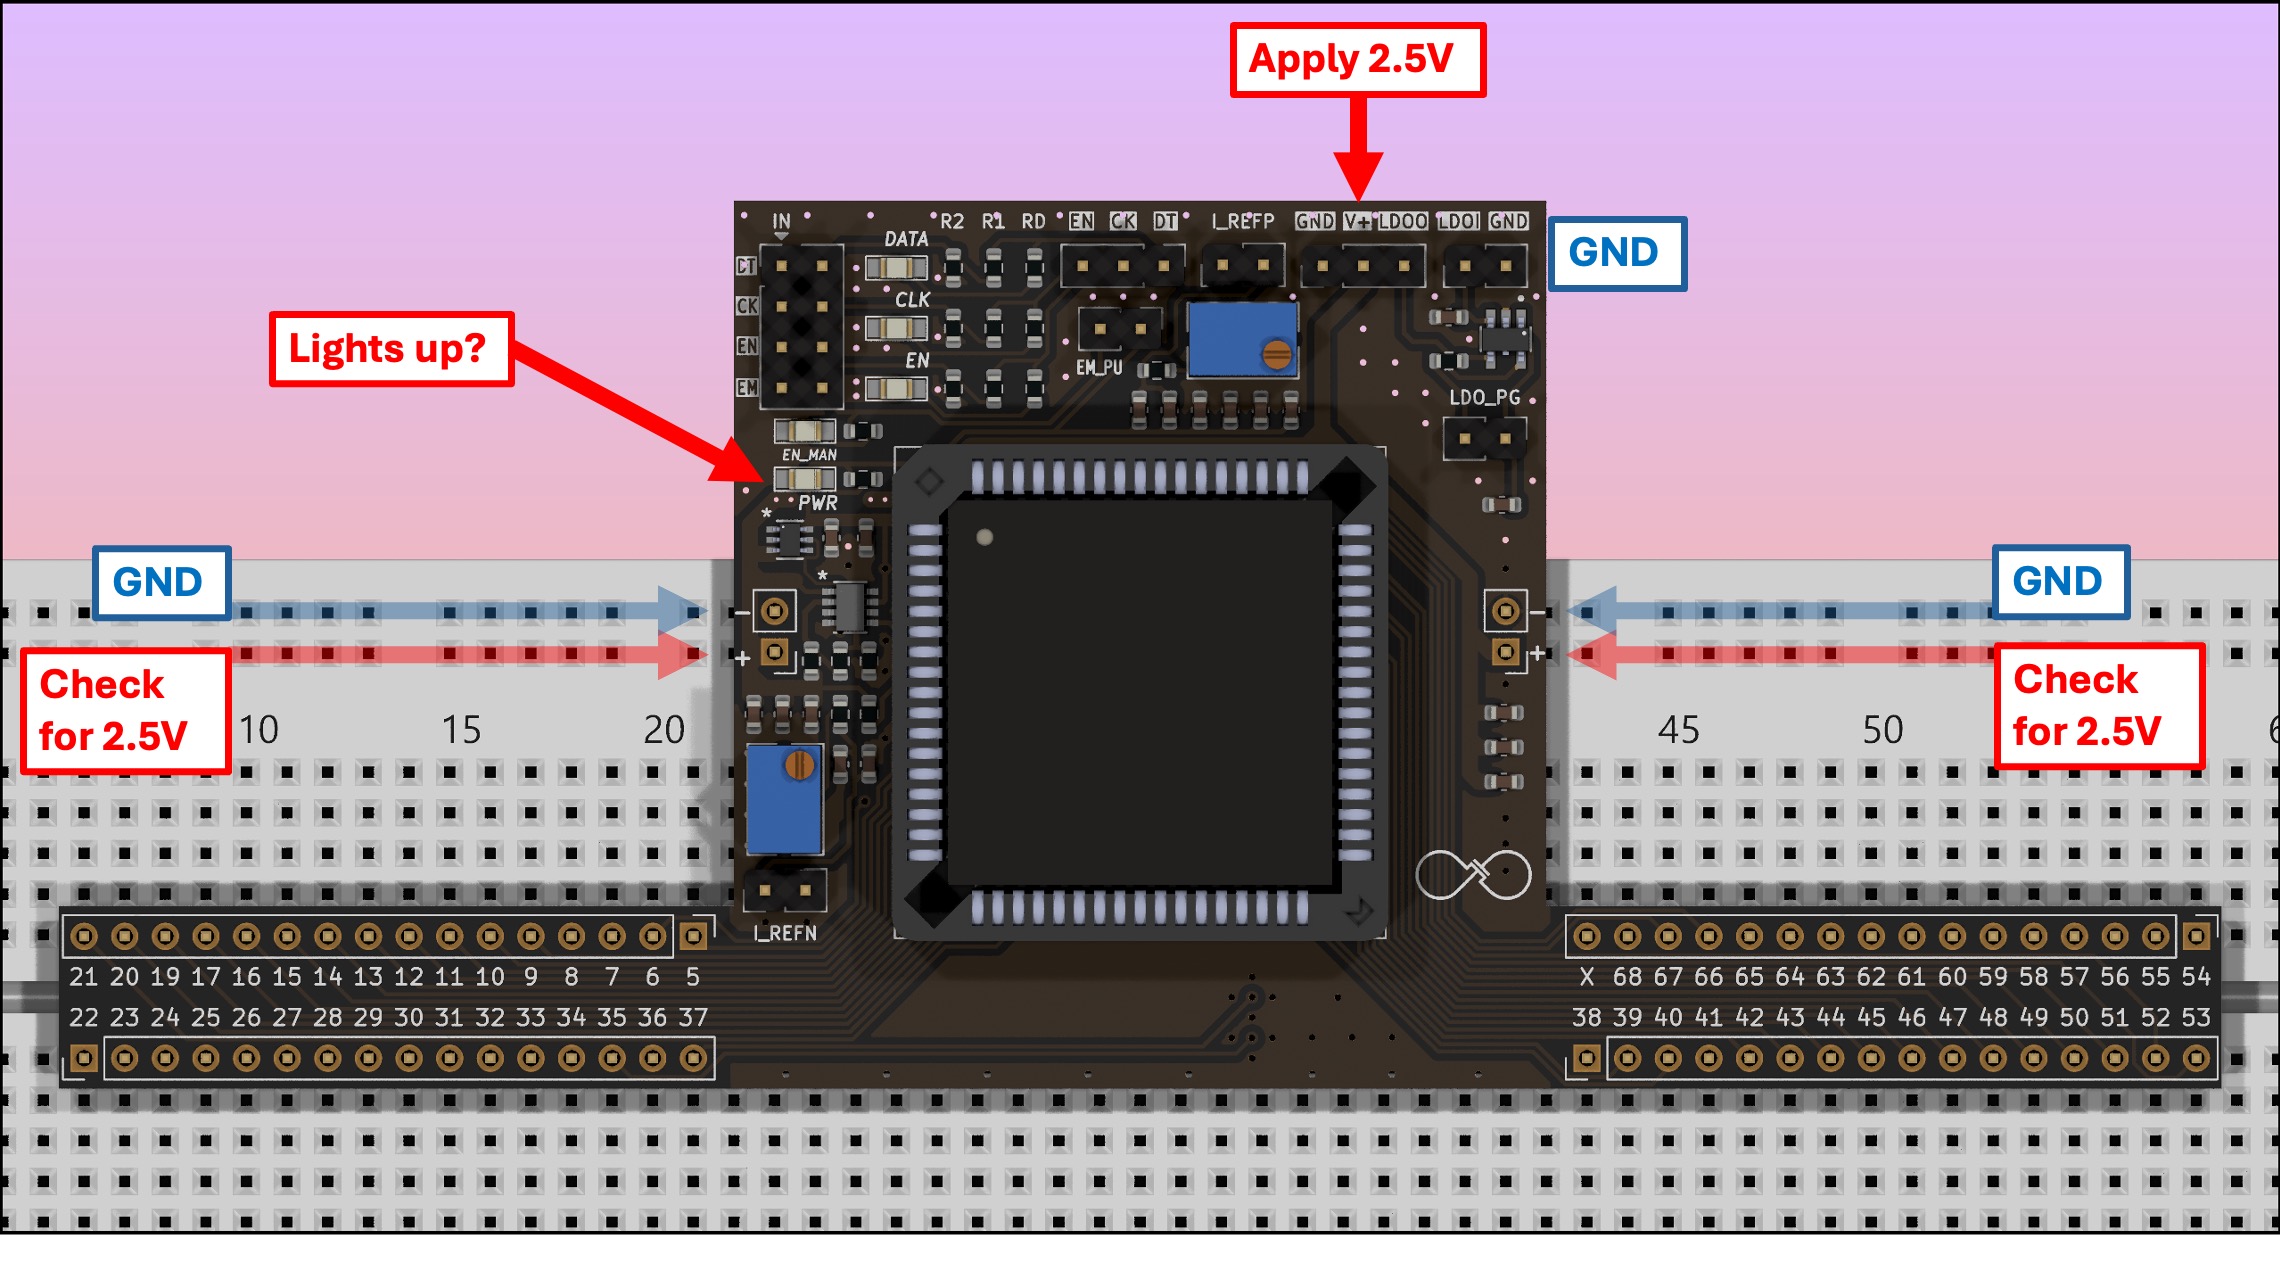 Apply 2.5V
IN R2 R1 RD EN CK DT I_REFP GND V+ LDOO LDOI GND
GND
DATA
DT
CLK
CK
Lights up?
EN
EN
EM_PU
EM
LDO_PG
EN_MAN
PWR
*
*
GND
GND
- -
+ +
Check
for 2.5V
Check
for 2.5V
10 15 20 45 50 6
I_REFN
21 20 19 17 16 15 14 13 12 11 10 9 8 7 6 5
X 68 67 66 65 64 63 62 61 60 59 58 57 56 55 54
22 23 24 25 26 27 28 29 30 31 32 33 34 35 36 37
38 39 40 41 42 43 44 45 46 47 48 49 50 51 52 53